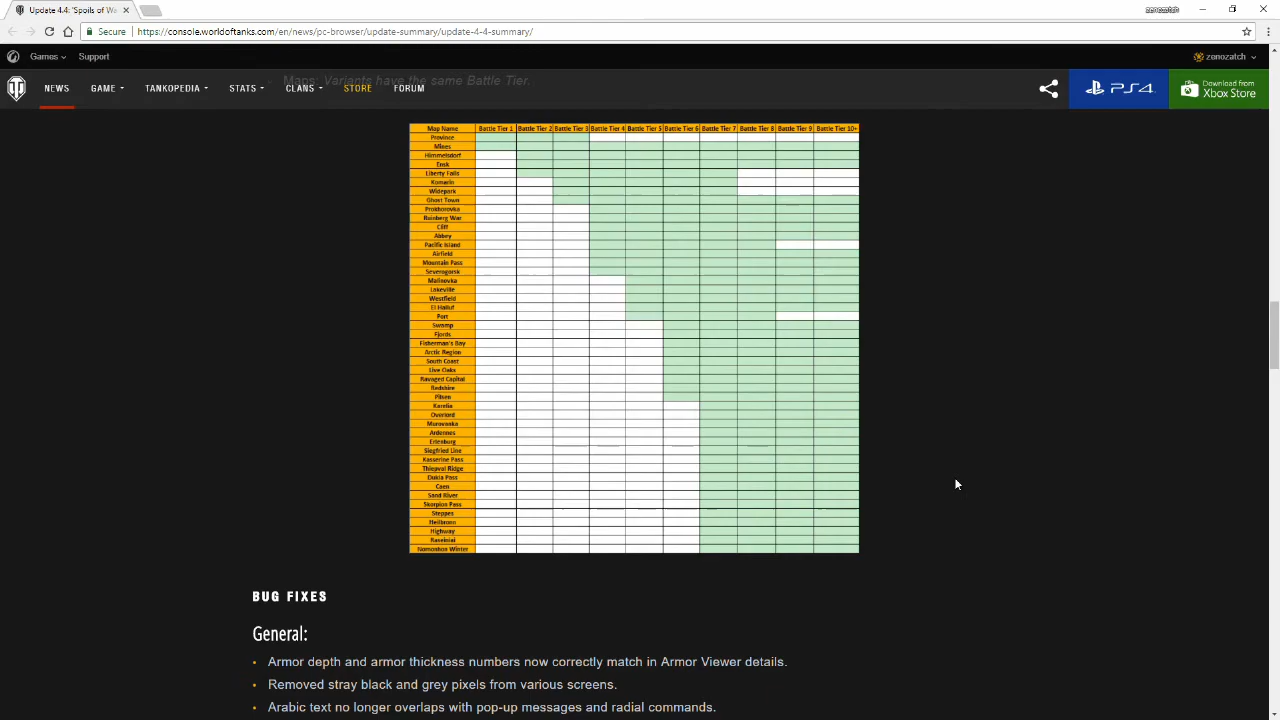 Update 4.4: 'Spoils of Wa
zenozatch
Secure
https://console.worldoftanks.com/en/news/pc-browser/update-summary/update-4-4-summary/
Games
Support
zenozatch
Maps: Variants have the same Battle Tier.
NEWS
GAME
TANKOPEDIA
STATS
CLANS
STORE
FORUM
PS4
Download from
Xbox Store
Map Name Battle Tier 1 Battle Tier 2 Battle Tier 3 Battle Tier 4 Battle Tier 5 Battle Tier 6 Battle Tier 7 Battle Tier 8 Battle Tier 9 Battle Tier 10+
Province
Mines
Himmelsdorf
Ensk
Liberty Falls
Komarin
Widepark
Ghost Town
Prokhorovka
Rainberg War
Cliff
Abbey
Pacific Island
Airfield
Mountain Pass
Severogorsk
Malinovka
Lakeville
Westfield
El Halluf
Port
Swamp
Fjords
Fisherman's Bay
Arctic Region
South Coast
Live Oaks
Ravaged Capital
Redshire
Pilsen
Karelia
Overlord
Murovanka
Ardennes
Erlenburg
Siegfried Line
Kasserine Pass
Thiepval Ridge
Dukla Pass
Caen
Sand River
Skorpion Pass
Steppes
Heilbronn
Highway
Raseiniai
Nomonhon Winter
BUG FIXES
General:
• Armor depth and armor thickness numbers now correctly match in Armor Viewer details.
• Removed stray black and grey pixels from various screens.
• Arabic text no longer overlaps with pop-up messages and radial commands.